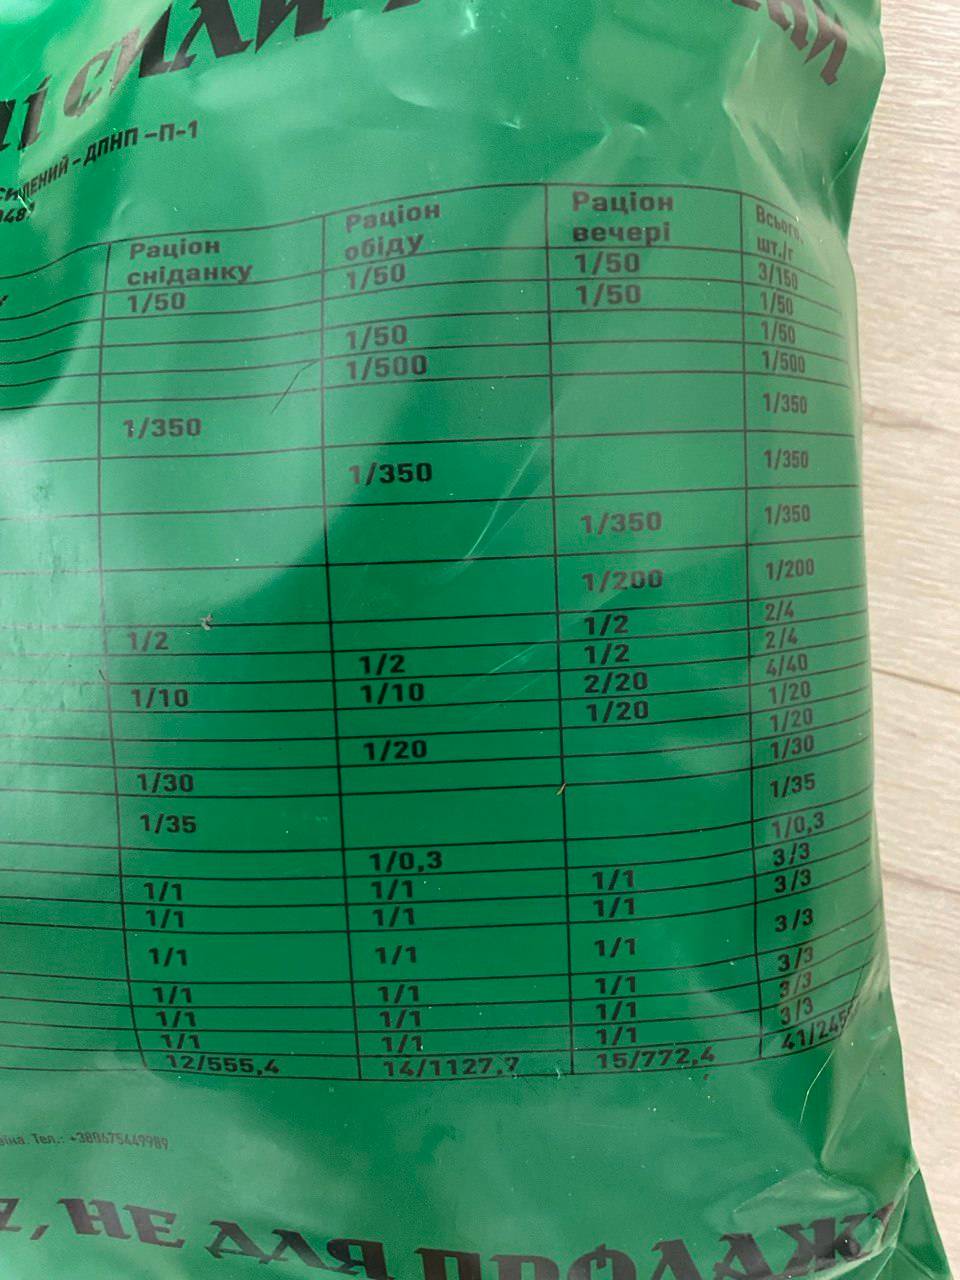 СИЛИ
-ДПНП -П-1
Раціон сніданку Раціон обіду Раціон вечері Всього, шт./г
1/50 1/50 1/50 3/150
1/50 1/50
1/50 1/50
1/500 1/500
1/350 1/350
1/350 1/350
1/350 1/350
1/200 1/200
1/2 1/2 2/4
1/2 1/2 2/4
1/10 1/10 2/20 4/40
1/20 1/20
1/20 1/20
1/30 1/30
1/35 1/35
1/0,3 1/0,3
1/1 1/1 1/1 3/3
1/1 1/1 1/1 3/3
1/1 1/1 1/1 3/3
1/1 1/1 1/1 3/3
1/1 1/1 1/1 3/3
1/1 1/1 1/1 3/3
12/555,4 14/1127,7 15/772,4
Тел.: +380675449989
, НЕ ДЛЯ